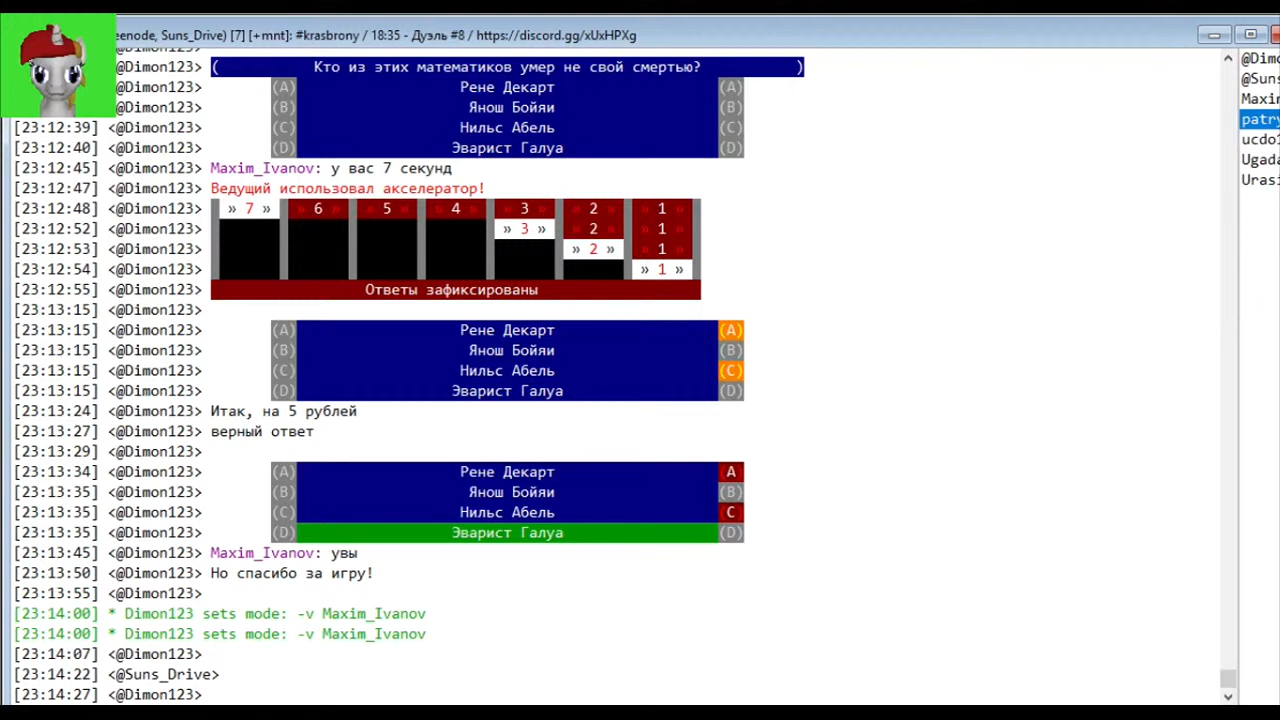 eenode, Suns_Drive) [7] [+mnt]: #krasbrony / 18:35 - Дуэль #8 / https://discord.gg/xUxHPXg
<@Dimon123>
<@Dimon123> ( Кто из этих математиков умер не свой смертью? )
<@Dimon123> (A) Рене Декарт (A)
<@Dimon123> (B) Янош Бойяи (B)
[23:12:39] <@Dimon123> (C) Нильс Абель (C)
[23:12:40] <@Dimon123> (D) Эварист Галуа (D)
[23:12:45] <@Dimon123> Maxim_Ivanov: у вас 7 секунд
[23:12:47] <@Dimon123> Ведущий использовал акселератор!
[23:12:48] <@Dimon123> » 7 » » 6 » » 5 » » 4 » » 3 » » 2 » » 1 »
[23:12:52] <@Dimon123> » 3 » » 2 » » 1 »
[23:12:53] <@Dimon123> » 2 » » 1 »
[23:12:54] <@Dimon123> » 1 »
[23:12:55] <@Dimon123> Ответы зафиксированы
[23:13:15] <@Dimon123>
[23:13:15] <@Dimon123> (A) Рене Декарт (A)
[23:13:15] <@Dimon123> (B) Янош Бойяи (B)
[23:13:15] <@Dimon123> (C) Нильс Абель (C)
[23:13:15] <@Dimon123> (D) Эварист Галуа (D)
[23:13:24] <@Dimon123> Итак, на 5 рублей
[23:13:27] <@Dimon123> верный ответ
[23:13:29] <@Dimon123>
[23:13:34] <@Dimon123> (A) Рене Декарт (A)
[23:13:35] <@Dimon123> (B) Янош Бойяи (B)
[23:13:35] <@Dimon123> (C) Нильс Абель (C)
[23:13:35] <@Dimon123> (D) Эварист Галуа (D)
[23:13:45] <@Dimon123> Maxim_Ivanov: увы
[23:13:50] <@Dimon123> Но спасибо за игру!
[23:13:55] <@Dimon123>
[23:14:00] * Dimon123 sets mode: -v Maxim_Ivanov
[23:14:00] * Dimon123 sets mode: -v Maxim_Ivanov
[23:14:07] <@Dimon123>
[23:14:22] <@Suns_Drive>
[23:14:27] <@Dimon123>
@Dimo
@Suns
Maxim
patry
ucdo1
Ugada
Urasi